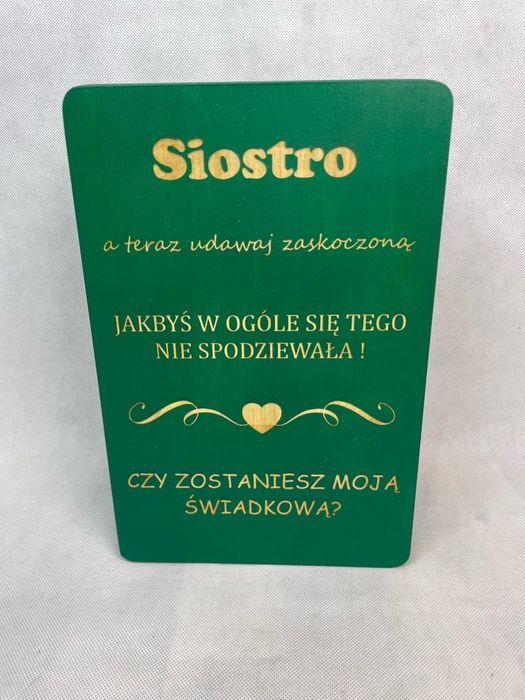 Siostro
a teraz udawaj zaskoczoną
JAKBYŚ W OGÓLE SIĘ TEGO
NIE SPODZIEWAŁA !
CZY ZOSTANIESZ MOJĄ
ŚWIADKOWĄ?